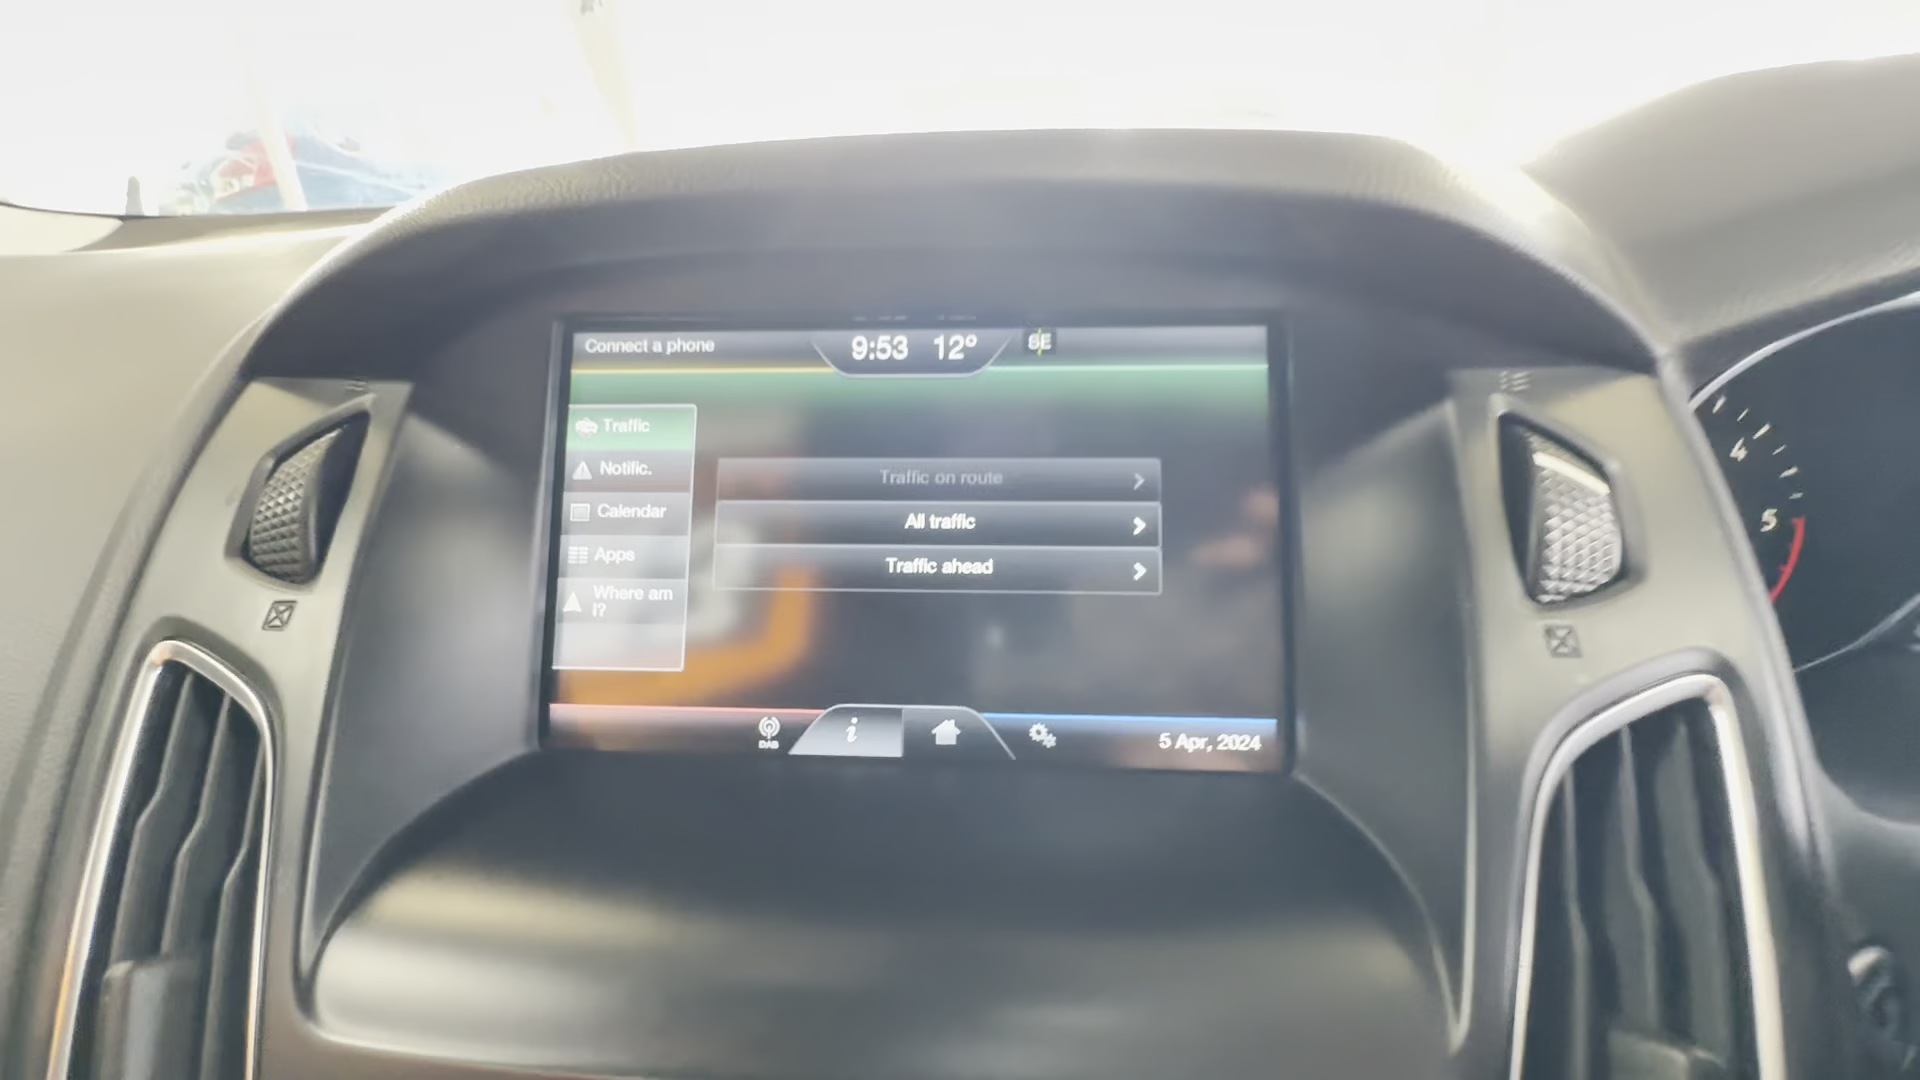 Connect a phone
9:53 12° SE
Traffic
Notific.
Calendar
Apps
Where am
I?
Traffic on route
All traffic
Traffic ahead
DAB
i
5 Apr, 2024
4
5